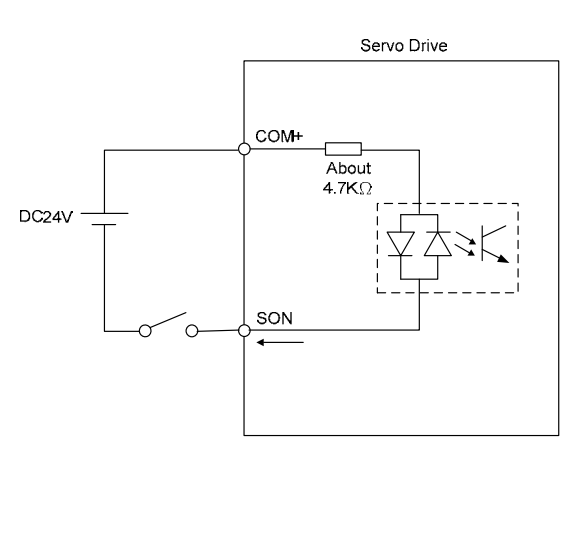 Servo Drive
COM+
About
4.7KΩ
DC24V
SON